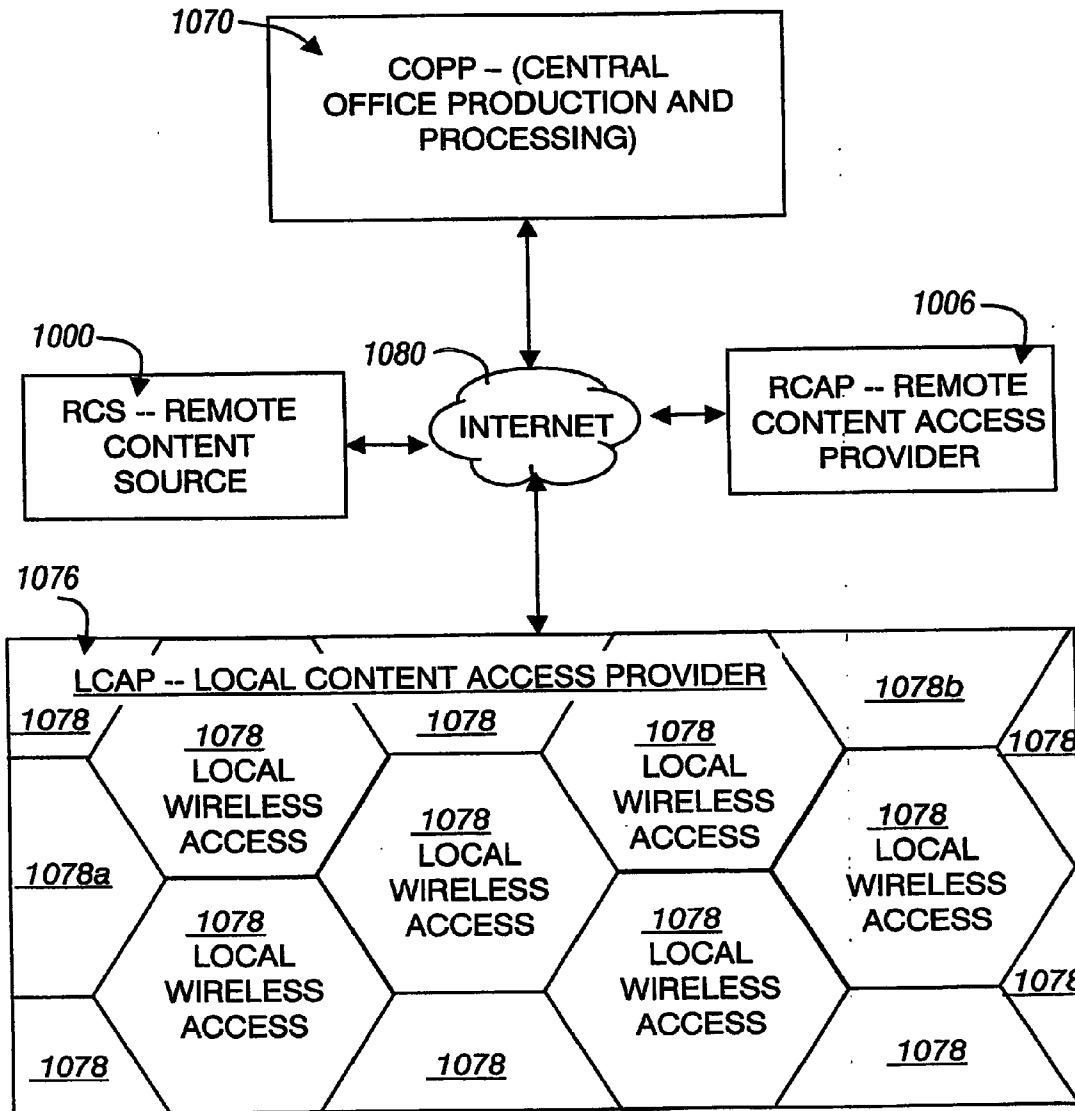 1070
COPP – (CENTRAL
OFFICE PRODUCTION AND
PROCESSING)
1000
1080
1006
RCS -- REMOTE
CONTENT
SOURCE
INTERNET
RCAP -- REMOTE
CONTENT ACCESS
PROVIDER
1076
LCAP -- LOCAL CONTENT ACCESS PROVIDER
1078
1078
LOCAL
WIRELESS
ACCESS
1078
1078
LOCAL
WIRELESS
ACCESS
1078b
1078
1078a
1078
LOCAL
WIRELESS
ACCESS
1078
LOCAL
WIRELESS
ACCESS
1078
LOCAL
WIRELESS
ACCESS
1078
LOCAL
WIRELESS
ACCESS
1078
1078
1078
1078